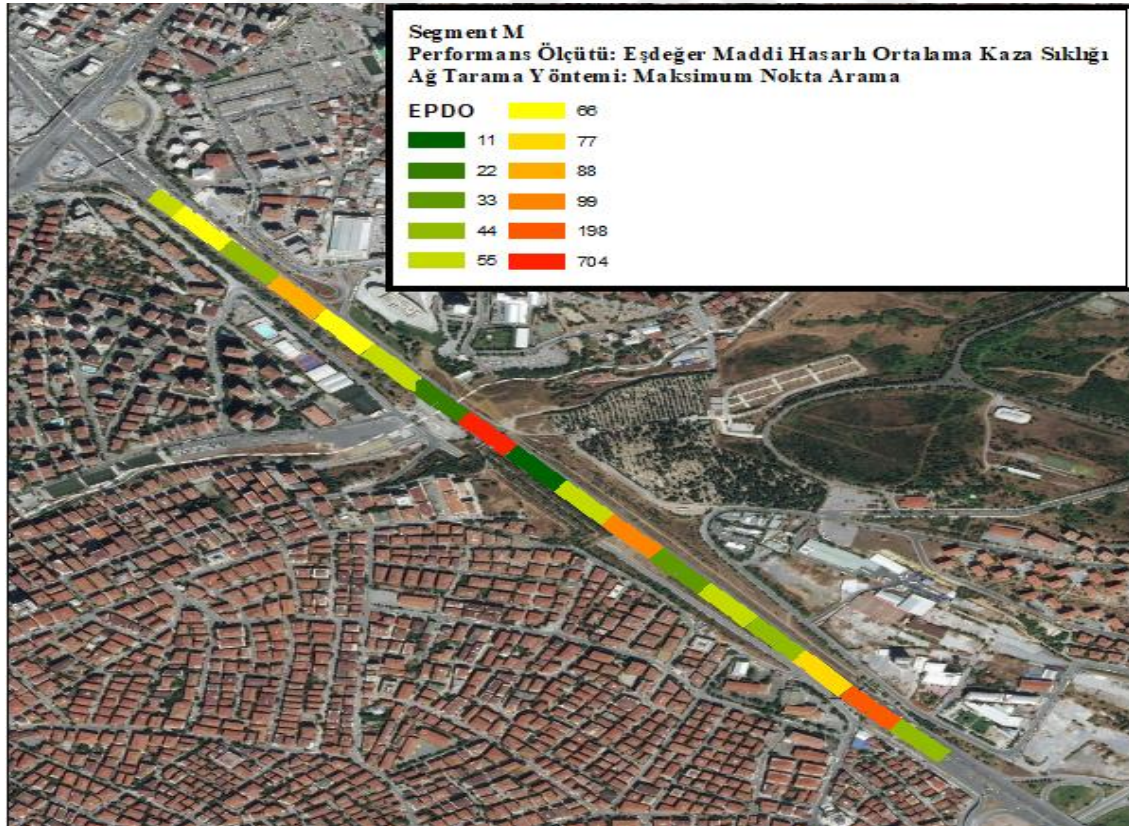 Segment M
Performans Ölçütü: Eşdeğer Maddi Hasarlı Ortalama Kaza Sıklığı
Ağ Tarama Yöntemi: Maksimum Nokta Arama
EPDO
11
22
33
44
55
66
77
88
99
198
704